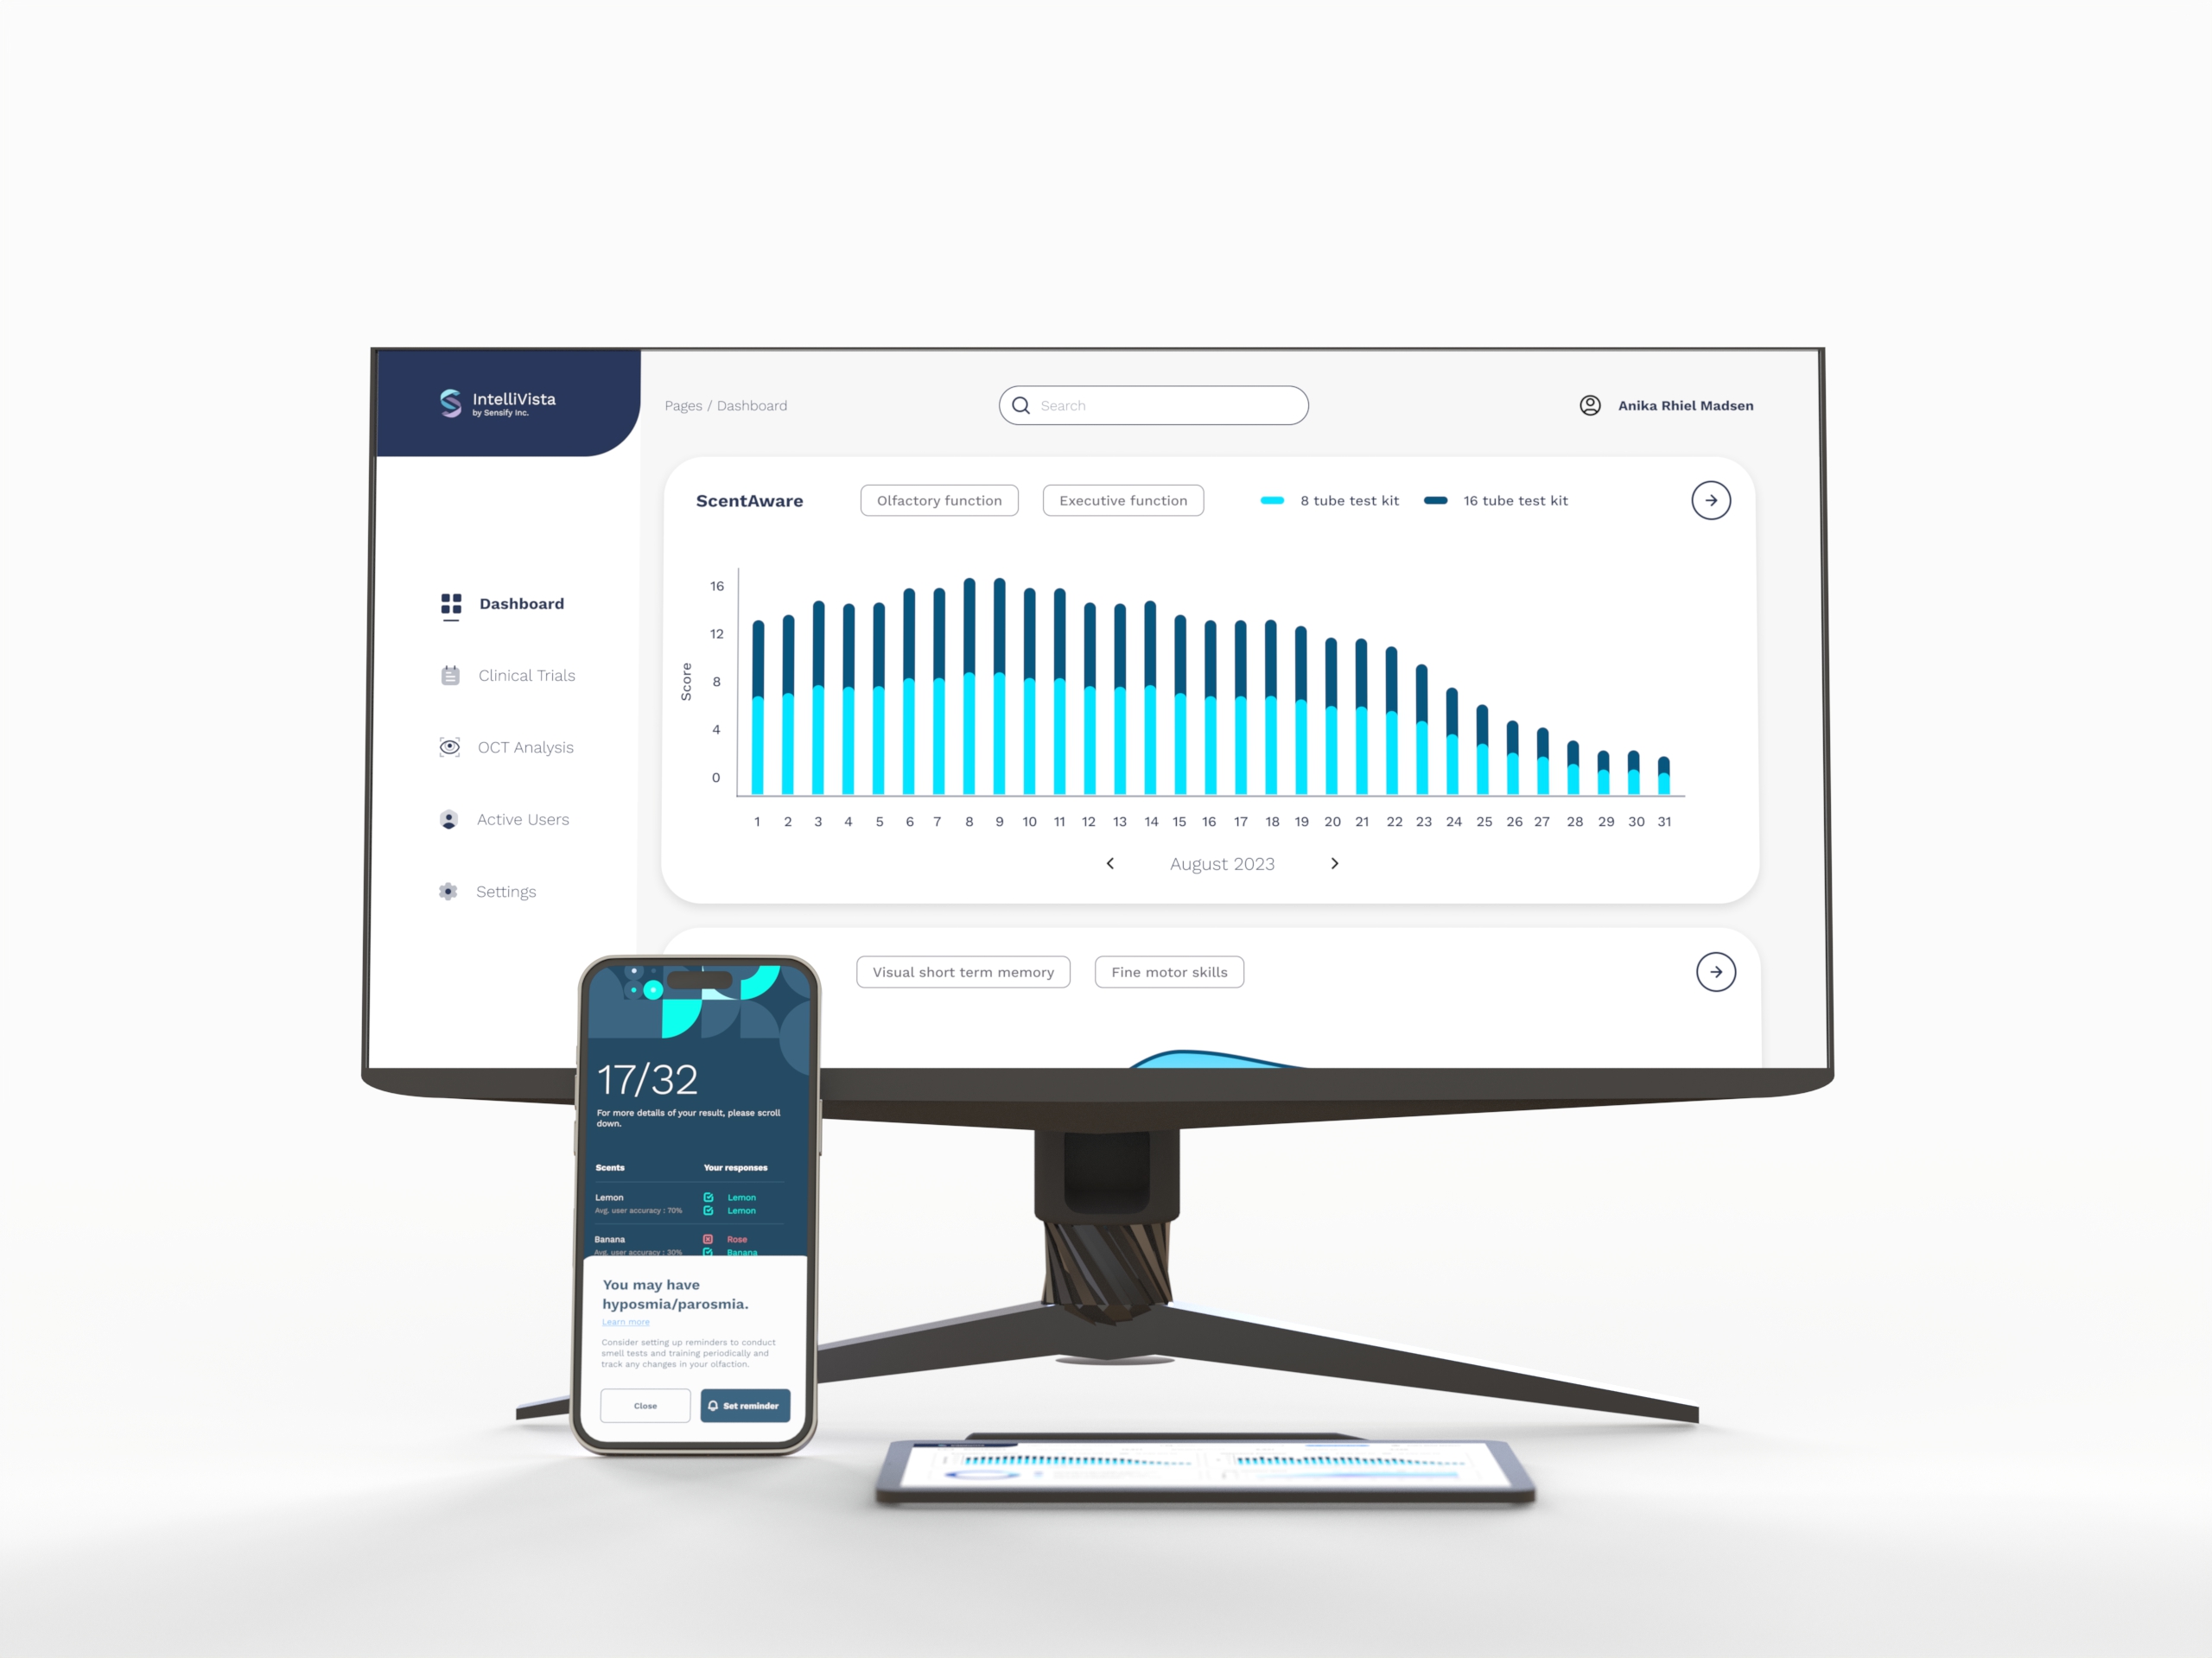 IntelliVista
by Sensify Inc.
Pages / Dashboard
Search
Anika Rhiel Madsen
Dashboard
Clinical Trials
OCT Analysis
Active Users
Settings
ScentAware
Olfactory function
Executive function
8 tube test kit
16 tube test kit
Score
16
12
8
4
0
1 2 3 4 5 6 7 8 9 10 11 12 13 14 15 16 17 18 19 20 21 22 23 24 25 26 27 28 29 30 31
August 2023
Visual short term memory
Fine motor skills
17/32
For more details of your result, please scroll
down.
Scents Your responses
Lemon Lemon
Avg. user accuracy : 70% Lemon
Banana Rose
Avg. user accuracy : 30% Banana
You may have
hyposmia/parosmia.
Learn more
Consider setting up reminders to conduct
smell tests and training periodically and
track any changes in your olfaction.
Close
Set reminder